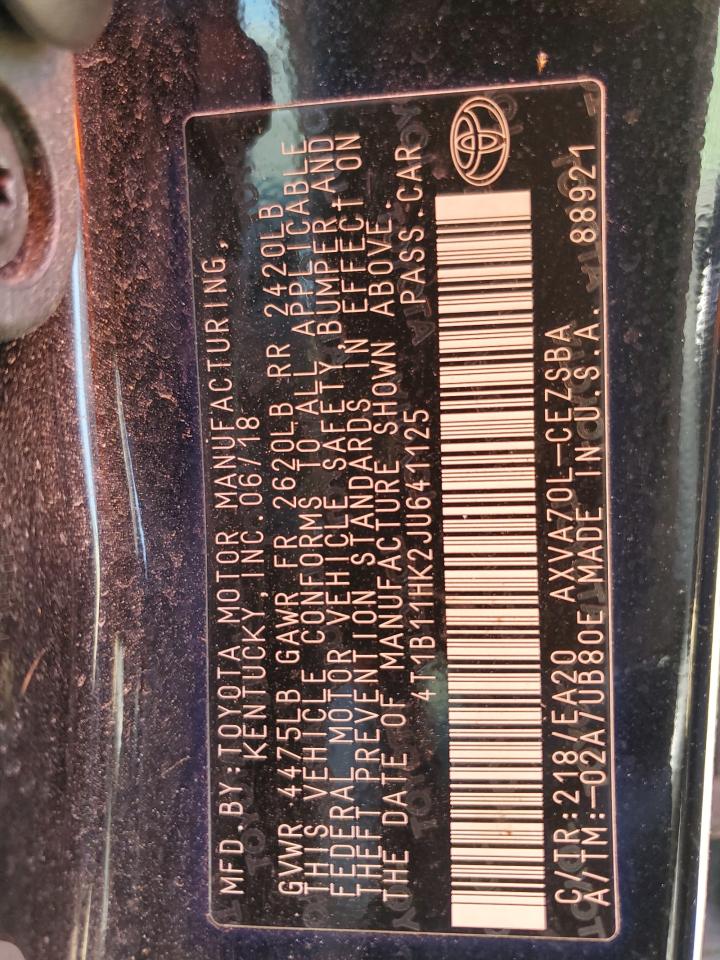 MFD.BY:TOYOTA MOTOR MANUFACTURING,
KENTUCKY, INC. 06/18
GVWR 4475LB GAWR FR 2620LB RR 2420LB
THIS VEHICLE CONFORMS TO ALL APPLICABLE
FEDERAL MOTOR VEHICLE SAFETY,BUMPER,AND
THEFT PREVENTION STANDARDS IN EFFECT ON
THE DATE OF MANUFACTURE SHOWN ABOVE.
4T1B11HK2JU641125 PASS.CAR
C/TR:218/EA20 AXVA70L-CEZSBA
A/TM:-02A/UB80E MADE IN U.S.A. 88921